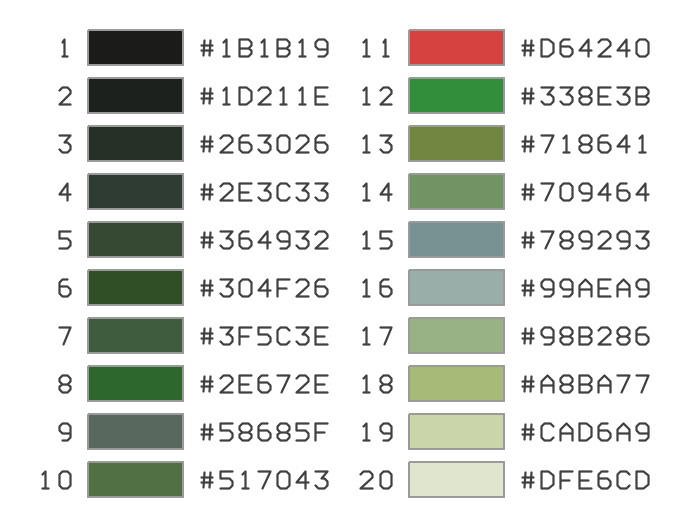 1 #1B1B19 11 #D64240
2 #1D211E 12 #338E3B
3 #263026 13 #718641
4 #2E3C33 14 #709464
5 #364932 15 #789293
6 #304F26 16 #99AEA9
7 #3F5C3E 17 #98B286
8 #2E672E 18 #A8BA77
9 #58685F 19 #CAD6A9
10 #517043 20 #DFE6CD